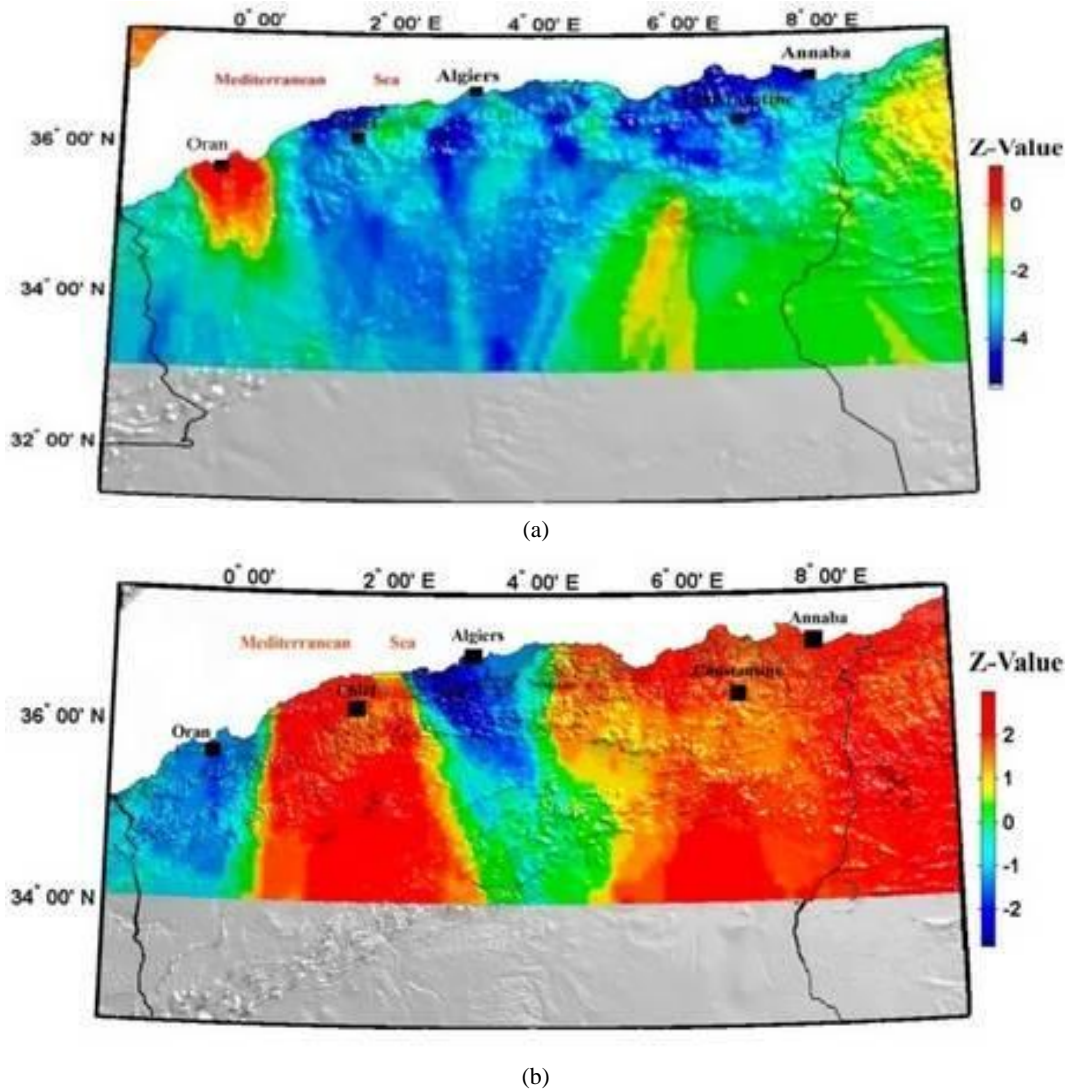 0° 00' 2° 00' E 4° 00' E 6° 00' E 8° 00' E
Annaba
Mediterranean Sea Algiers
36° 00' N
Oran
Z-Value
0
-2
-4
34° 00' N
32° 00' N
(a)
0° 00' 2° 00' E 4° 00' E 6° 00' E 8° 00' E
Annaba
Mediterranean Sea Algiers
Constantine
Chlef
36° 00' N
Oran
Z-Value
2
1
0
-1
-2
34° 00' N
(b)